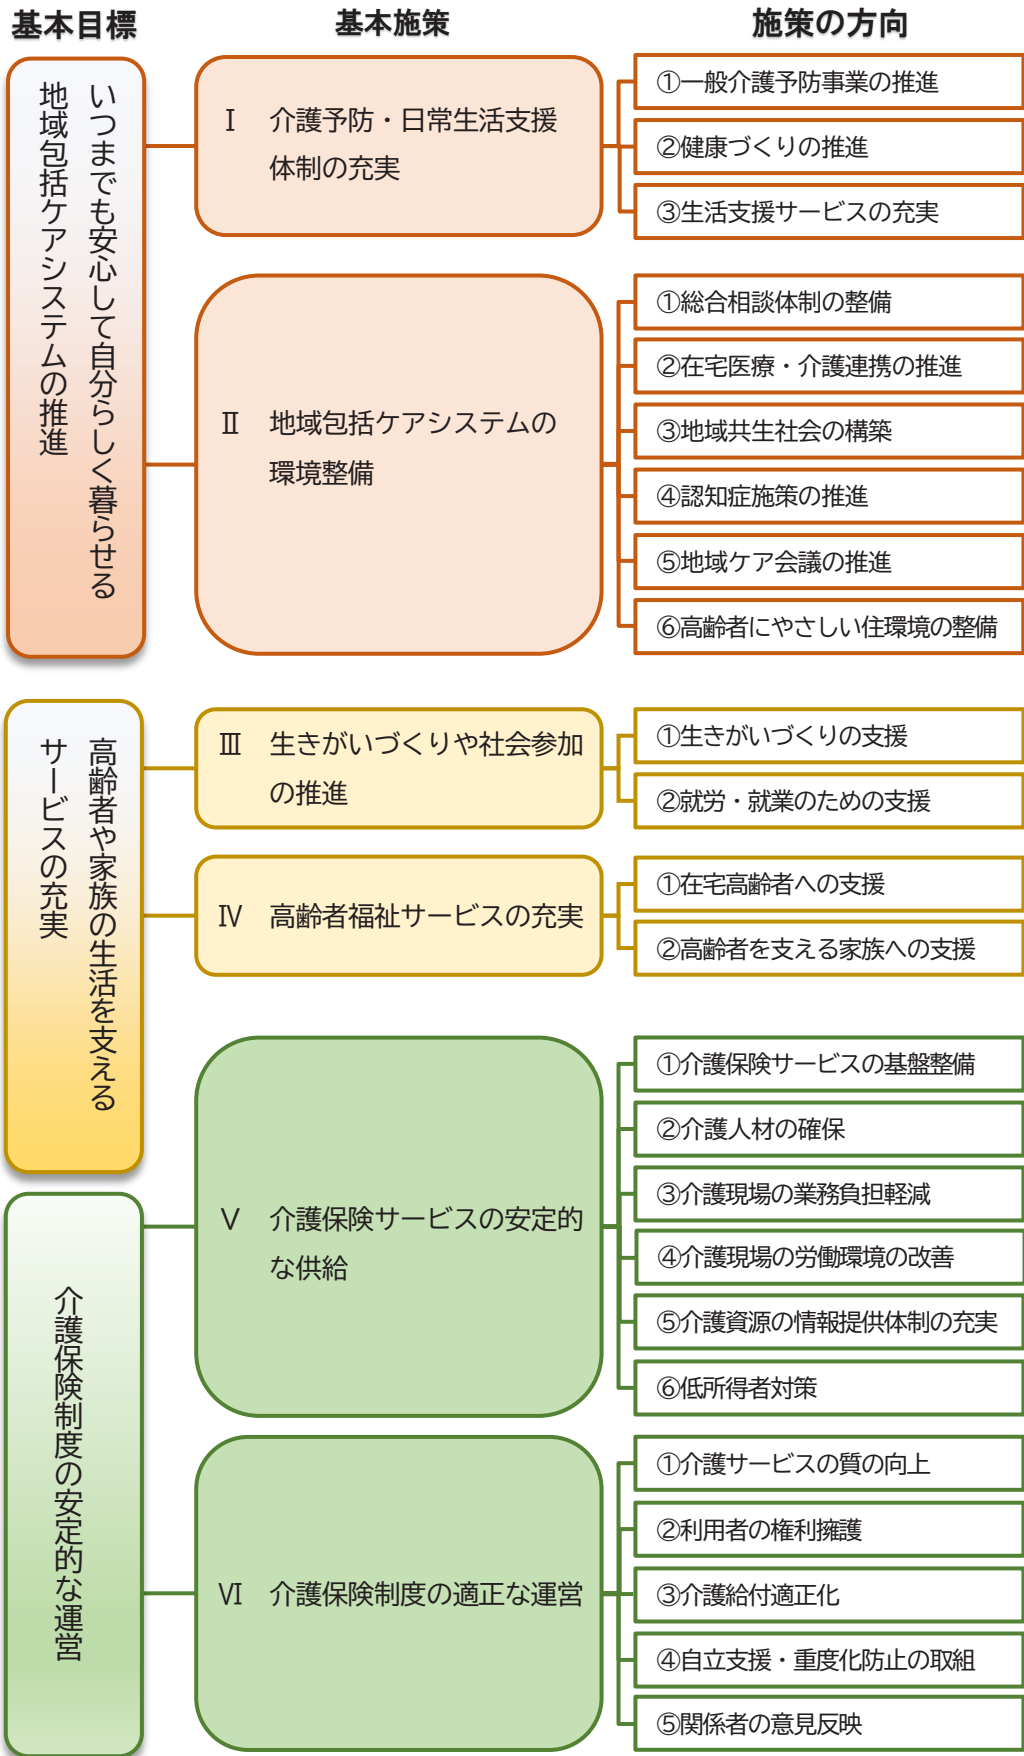 基本目標
基本施策
施策の方向
いつまでも安心して自分らしく暮らせる
地域包括ケアシステムの推進
Ⅰ 介護予防・日常生活支援
体制の充実
①一般介護予防事業の推進
②健康づくりの推進
③生活支援サービスの充実
Ⅱ 地域包括ケアシステムの
環境整備
①総合相談体制の整備
②在宅医療・介護連携の推進
③地域共生社会の構築
④認知症施策の推進
⑤地域ケア会議の推進
⑥高齢者にやさしい住環境の整備
高齢者や家族の生活を支える
サービスの充実
Ⅲ 生きがいづくりや社会参加
の推進
①生きがいづくりの支援
②就労・就業のための支援
Ⅳ 高齢者福祉サービスの充実
①在宅高齢者への支援
②高齢者を支える家族への支援
介護保険制度の安定的な運営
Ⅴ 介護保険サービスの安定的
な供給
①介護保険サービスの基盤整備
②介護人材の確保
③介護現場の業務負担軽減
④介護現場の労働環境の改善
⑤介護資源の情報提供体制の充実
⑥低所得者対策
Ⅵ 介護保険制度の適正な運営
①介護サービスの質の向上
②利用者の権利擁護
③介護給付適正化
④自立支援・重度化防止の取組
⑤関係者の意見反映